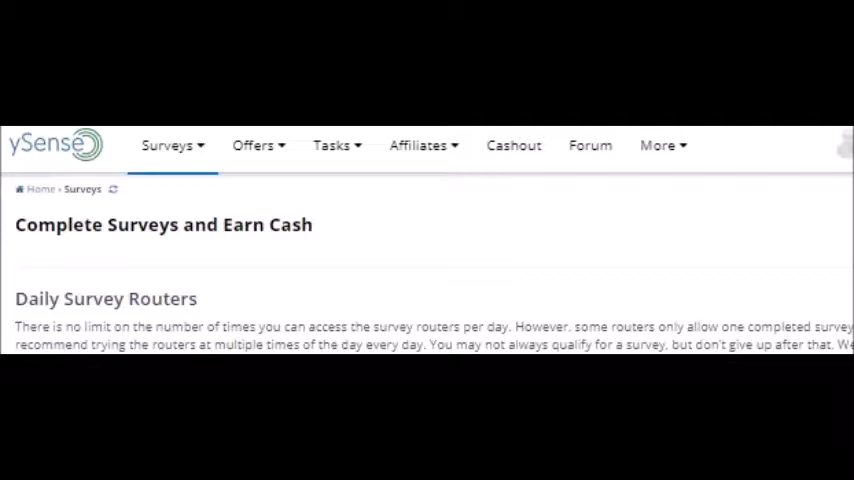 ySense
Surveys Offers Tasks Affiliates Cashout Forum More
Home › Surveys
Complete Surveys and Earn Cash
Daily Survey Routers
There is no limit on the number of times you can access the survey routers per day. However, some routers only allow one completed survey
recommend trying the routers at multiple times of the day every day. You may not always qualify for a survey, but don't give up after that. We